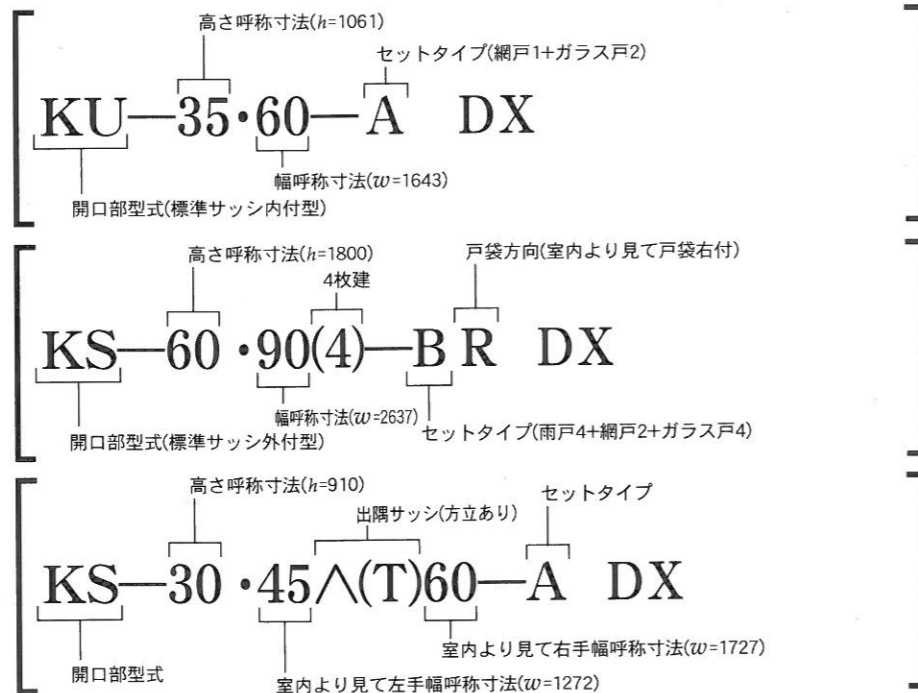 高さ呼称寸法(h=1061)
セットタイプ(網戸1+ガラス戸2)
KU—35・60—A DX
幅呼称寸法(w=1643)
開口部型式(標準サッシ内付型)
高さ呼称寸法(h=1800)
戸袋方向(室内より見て戸袋右付)
4枚建
KS—60・90(4)—BR DX
幅呼称寸法(w=2637)
開口部型式(標準サッシ外付型)
セットタイプ(雨戸4+網戸2+ガラス戸4)
高さ呼称寸法(h=910)
セットタイプ
出隅サッシ(方立あり)
KS—30・45∧(T)60—A DX
室内より見て右手幅呼称寸法(w=1727)
開口部型式
室内より見て左手幅呼称寸法(w=1272)